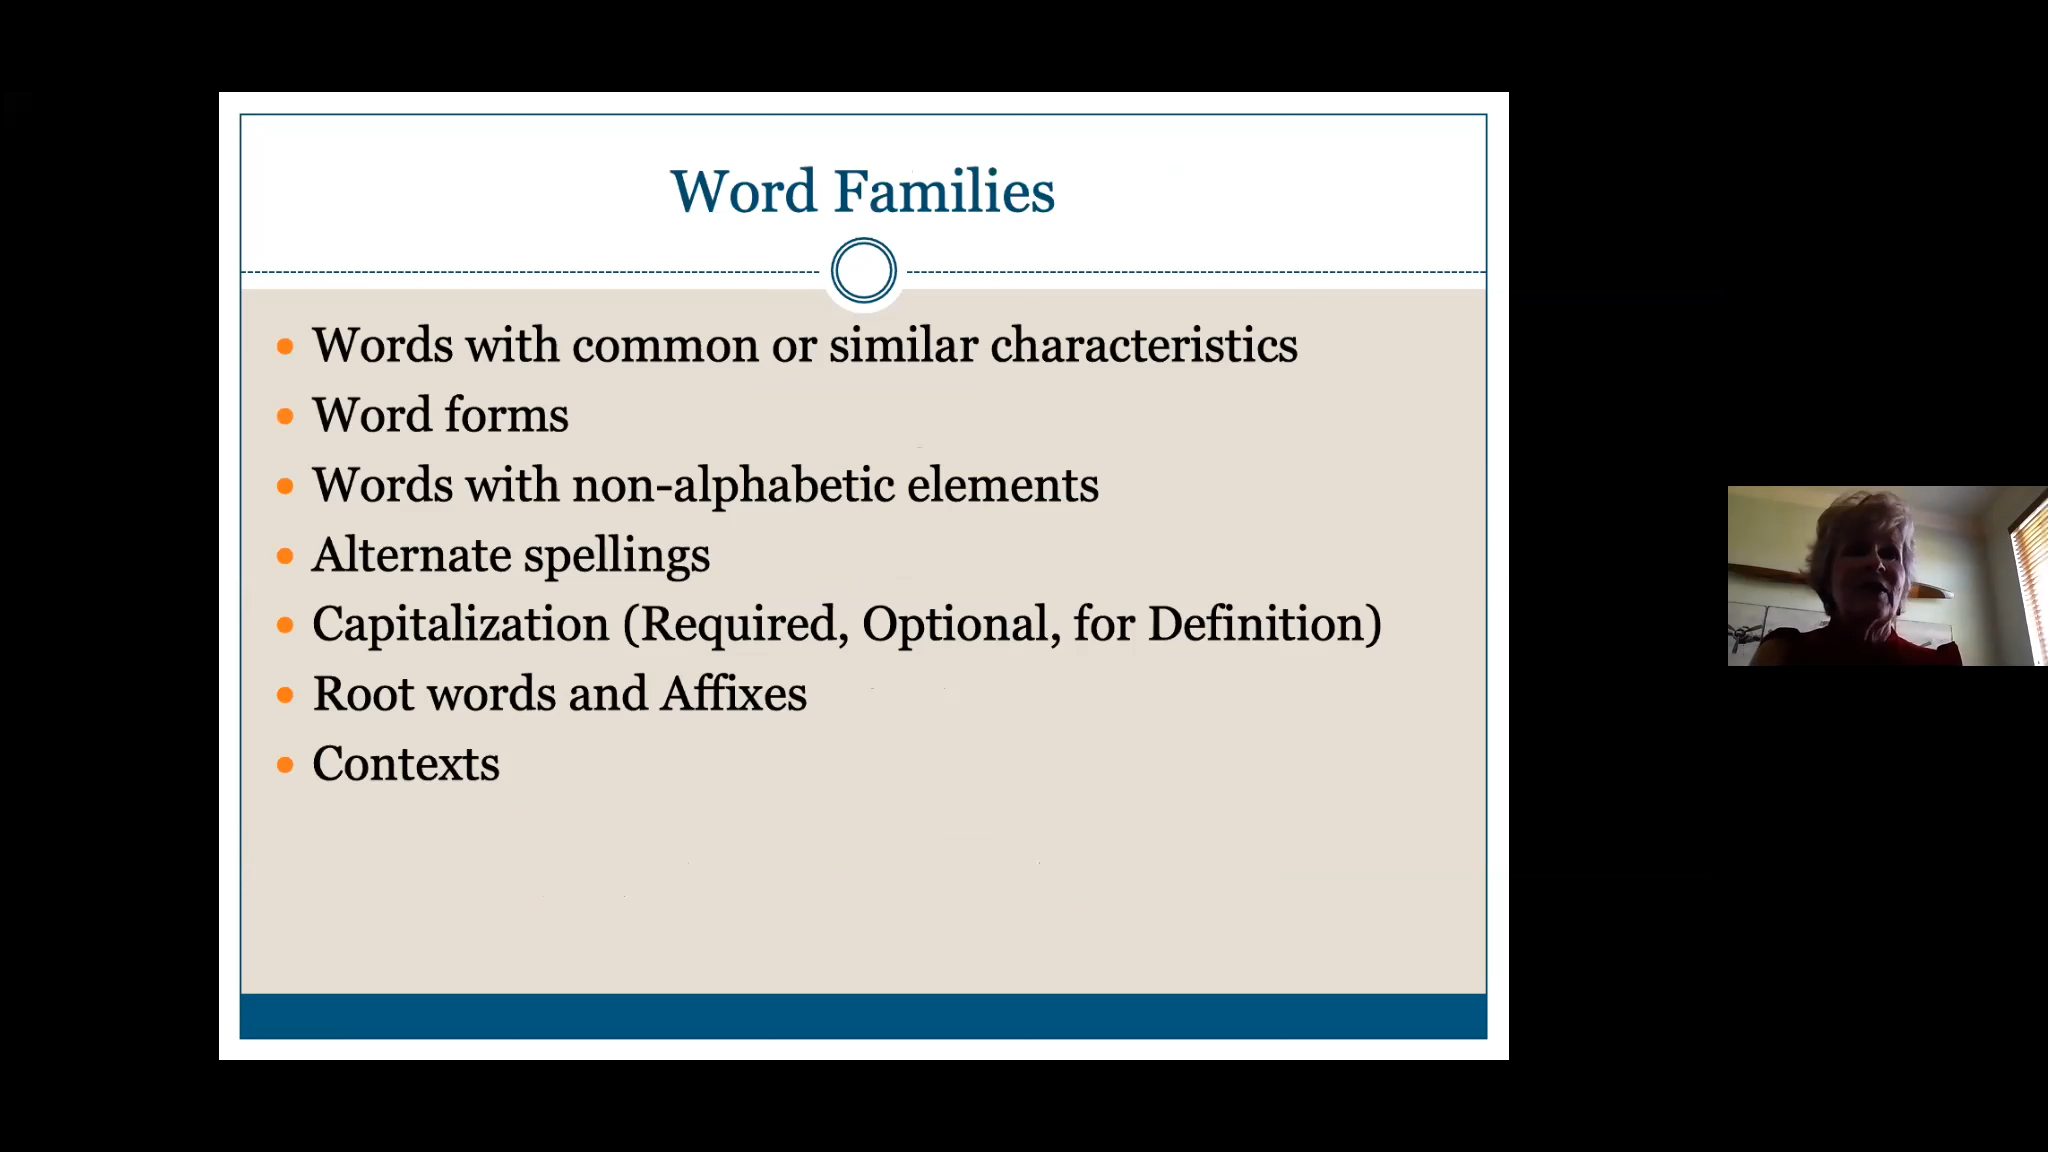 Word Families
Words with common or similar characteristics
Word forms
Words with non-alphabetic elements
Alternate spellings
Capitalization (Required, Optional, for Definition)
Root words and Affixes
Contexts